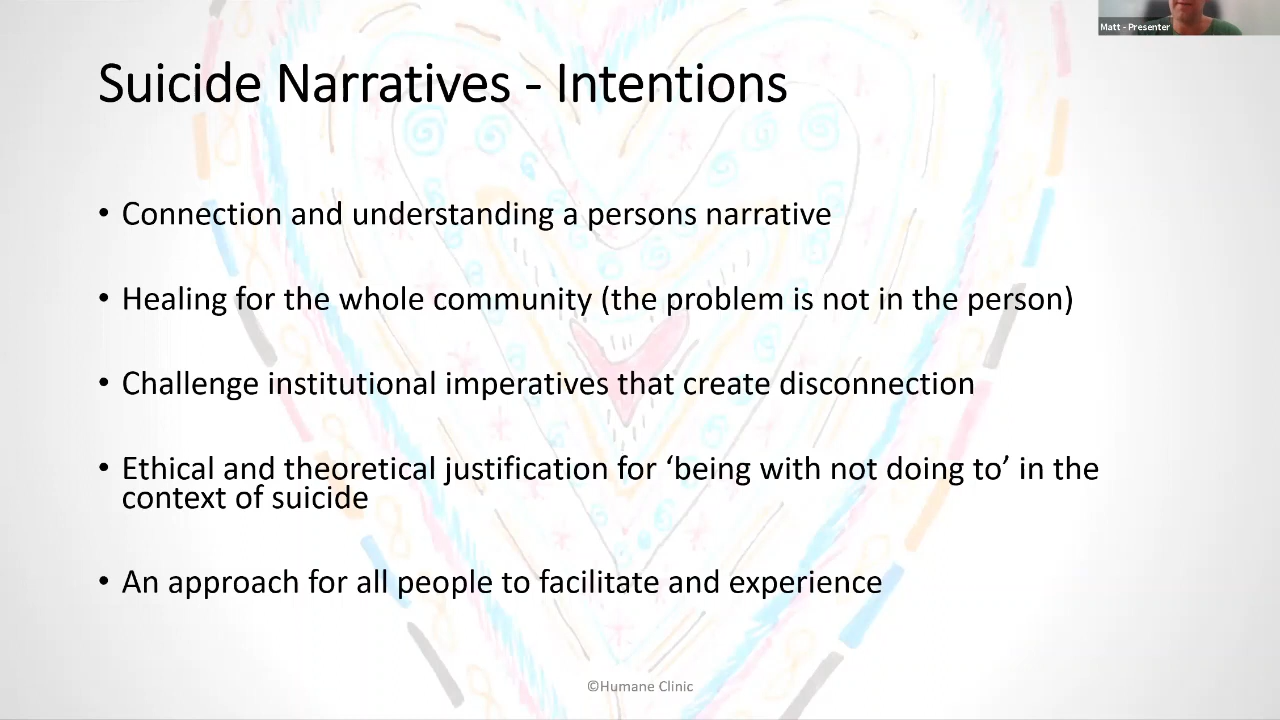 Matt - Presenter
Suicide Narratives - Intentions
• Connection and understanding a persons narrative
• Healing for the whole community (the problem is not in the person)
• Challenge institutional imperatives that create disconnection
• Ethical and theoretical justification for ‘being with not doing to’ in the
context of suicide
• An approach for all people to facilitate and experience
©Humane Clinic